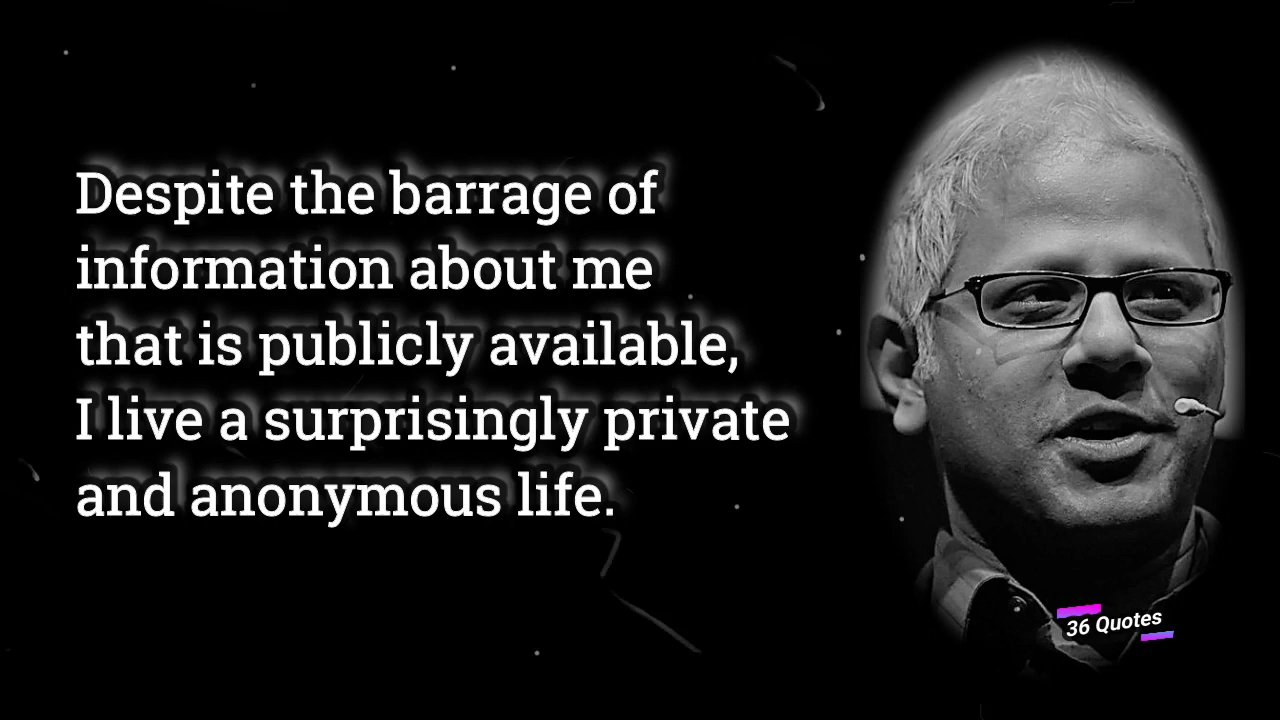 Despite the barrage of
information about me
that is publicly available,
I live a surprisingly private
and anonymous life.
36 Quotes